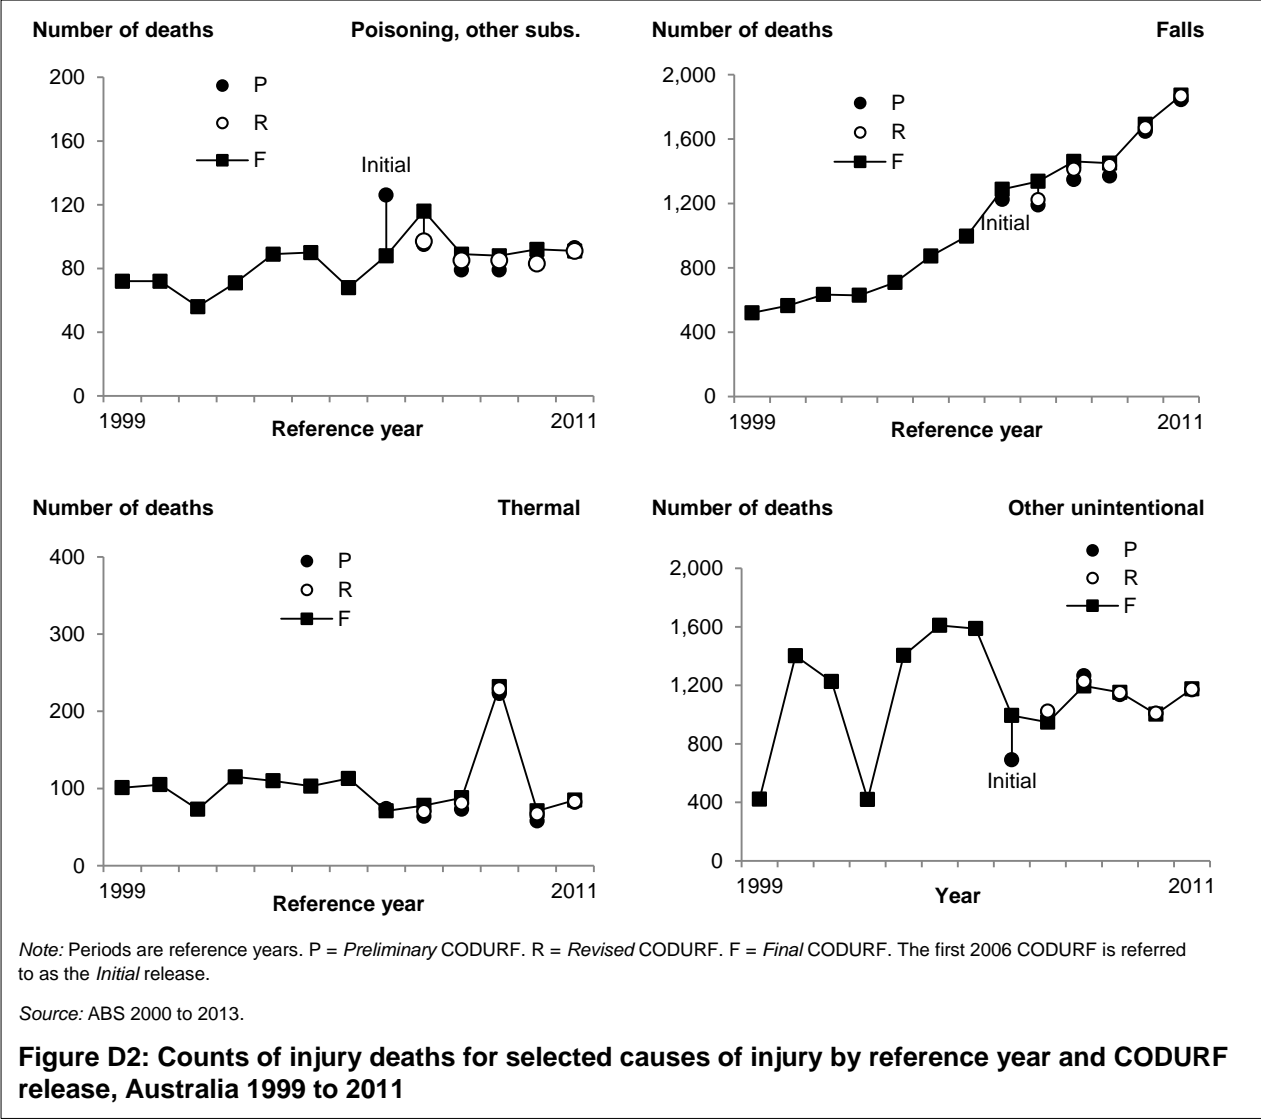 Number of deaths
Poisoning, other subs.
200
160
120
80
40
0
P
R
F
Initial
1999
2011
Reference year
Number of deaths
Falls
2,000
1,600
1,200
800
400
0
P
R
F
Initial
1999
2011
Reference year
Number of deaths
Thermal
400
300
200
100
0
P
R
F
1999
2011
Reference year
Number of deaths
Other unintentional
2,000
1,600
1,200
800
400
0
P
R
F
Initial
1999
2011
Year
Note: Periods are reference years. P = Preliminary CODURF. R = Revised CODURF. F = Final CODURF. The first 2006 CODURF is referred
to as the Initial release.
Source: ABS 2000 to 2013.
Figure D2: Counts of injury deaths for selected causes of injury by reference year and CODURF
release, Australia 1999 to 2011